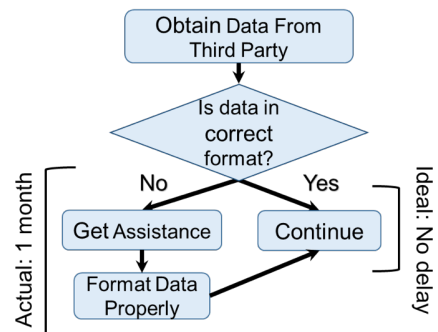 Obtain Data From
Third Party
Is data in
correct
format?
No
Yes
Get Assistance
Continue
Format Data
Properly
Actual: 1 month
Ideal: No delay